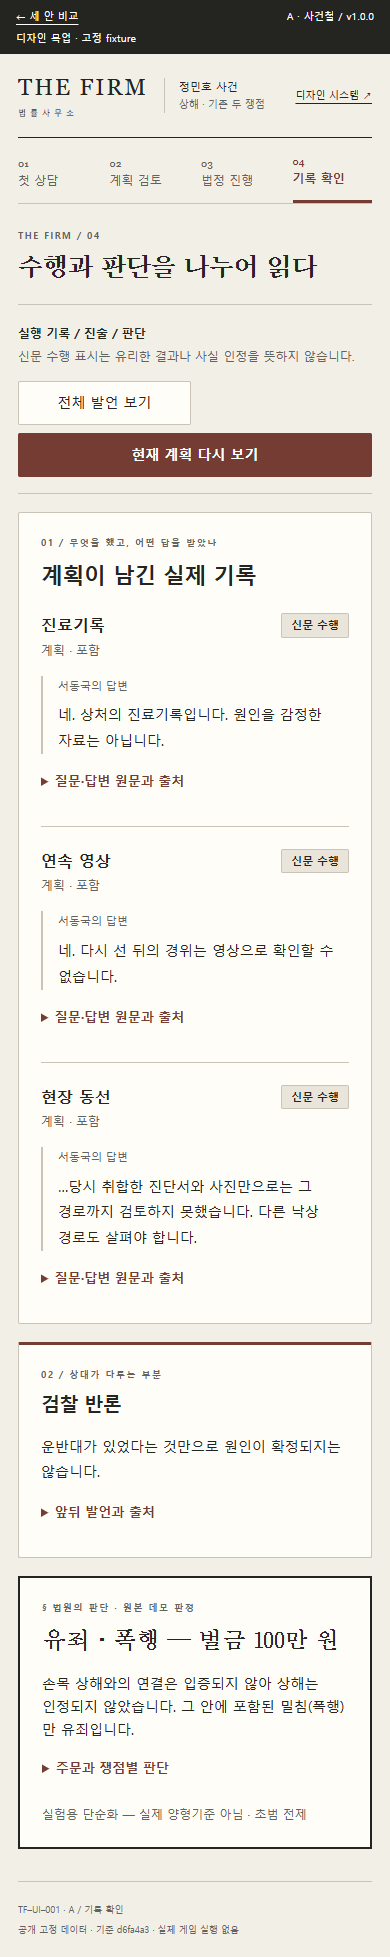 ← 세 안 비교
A · 사건철 / v1.0.0
디자인 목업 · 고정 fixture
THE FIRM
법률사무소
정민호 사건
상해 · 기존 두 쟁점
디자인 시스템 ↗
01
첫 상담
02
계획 검토
03
법정 진행
04
기록 확인
THE FIRM / 04
수행과 판단을 나누어 읽다
실행 기록 / 진술 / 판단
신문 수행 표시는 유리한 결과나 사실 인정을 뜻하지 않습니다.
전체 발언 보기
현재 계획 다시 보기
01 / 무엇을 했고, 어떤 답을 받았나
계획이 남긴 실제 기록
진료기록
신문 수행
계획 · 포함
서동국의 답변
네. 상처의 진료기록입니다. 원인을 감정한
자료는 아닙니다.
▶ 질문·답변 원문과 출처
연속 영상
신문 수행
계획 · 포함
서동국의 답변
네. 다시 선 뒤의 경위는 영상으로 확인할 수
없습니다.
▶ 질문·답변 원문과 출처
현장 동선
신문 수행
계획 · 포함
서동국의 답변
…당시 취합한 진단서와 사진만으로는 그
경로까지 검토하지 못했습니다. 다른 낙상
경로도 살펴야 합니다.
▶ 질문·답변 원문과 출처
02 / 상대가 다투는 부분
검찰 반론
운반대가 있었다는 것만으로 원인이 확정되지는
않습니다.
▶ 앞뒤 발언과 출처
§ 법원의 판단 · 원본 데모 판정
유죄 · 폭행 — 벌금 100만 원
손목 상해와의 연결은 입증되지 않아 상해는
인정되지 않았습니다. 그 안에 포함된 밀침(폭행)
만 유죄입니다.
▶ 주문과 쟁점별 판단
실험용 단순화 — 실제 양형기준 아님 · 초범 전제
TF-UI-001 · A / 기록 확인
공개 고정 데이터 · 기준 d6fa4a3 · 실제 게임 실행 없음